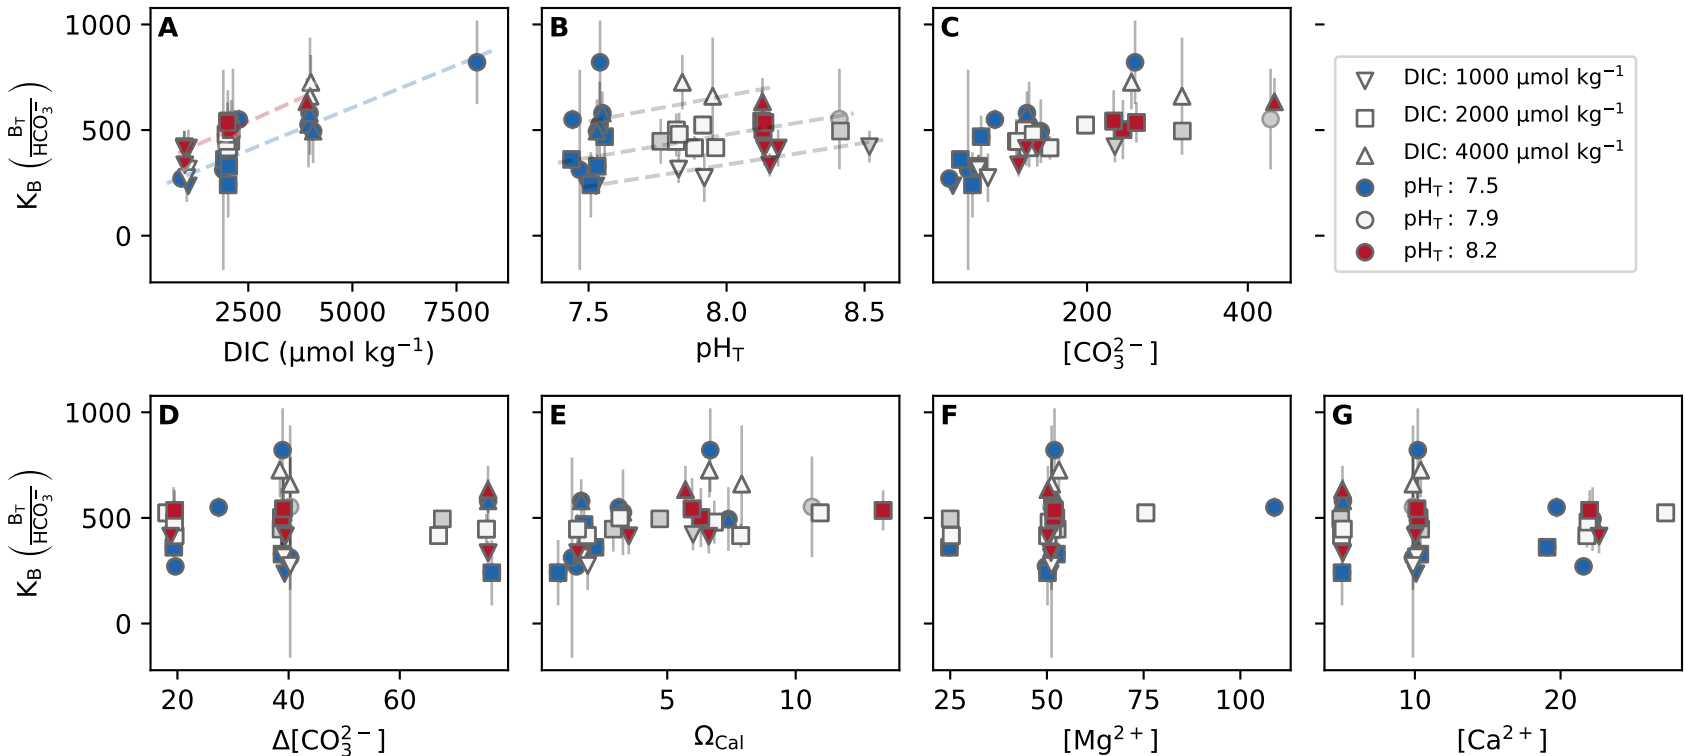 A
B
C
1000
500
0
K_B (B_T / HCO₃⁻)
2500 5000 7500
DIC (µmol kg⁻¹)
7.5 8.0 8.5
pH_T
200 400
[CO₃²⁻]
DIC: 1000 µmol kg⁻¹
DIC: 2000 µmol kg⁻¹
DIC: 4000 µmol kg⁻¹
pH_T: 7.5
pH_T: 7.9
pH_T: 8.2
D
E
F
G
1000
500
0
K_B (B_T / HCO₃⁻)
20 40 60
Δ[CO₃²⁻]
5 10
Ω_Cal
25 50 75 100
[Mg²⁺]
10 20
[Ca²⁺]